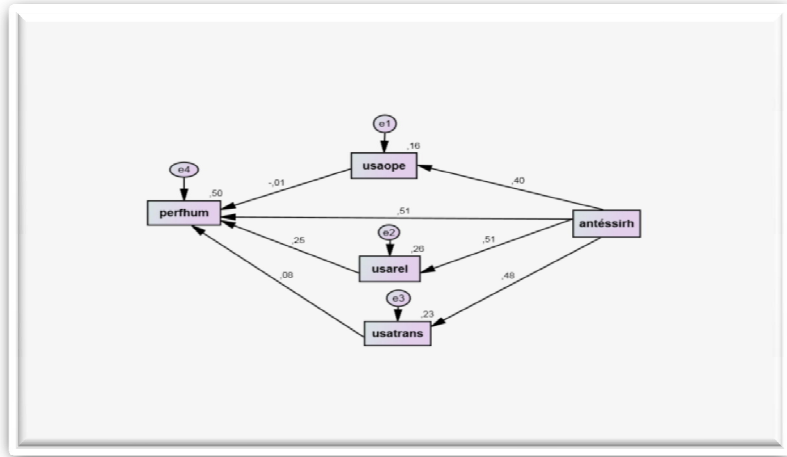 e1
,16
usaope
e4
,50
-,01
,40
perfhum
,51
antéssirh
e2
,25
,26
,51
usarel
,08
,48
e3
,23
usatrans